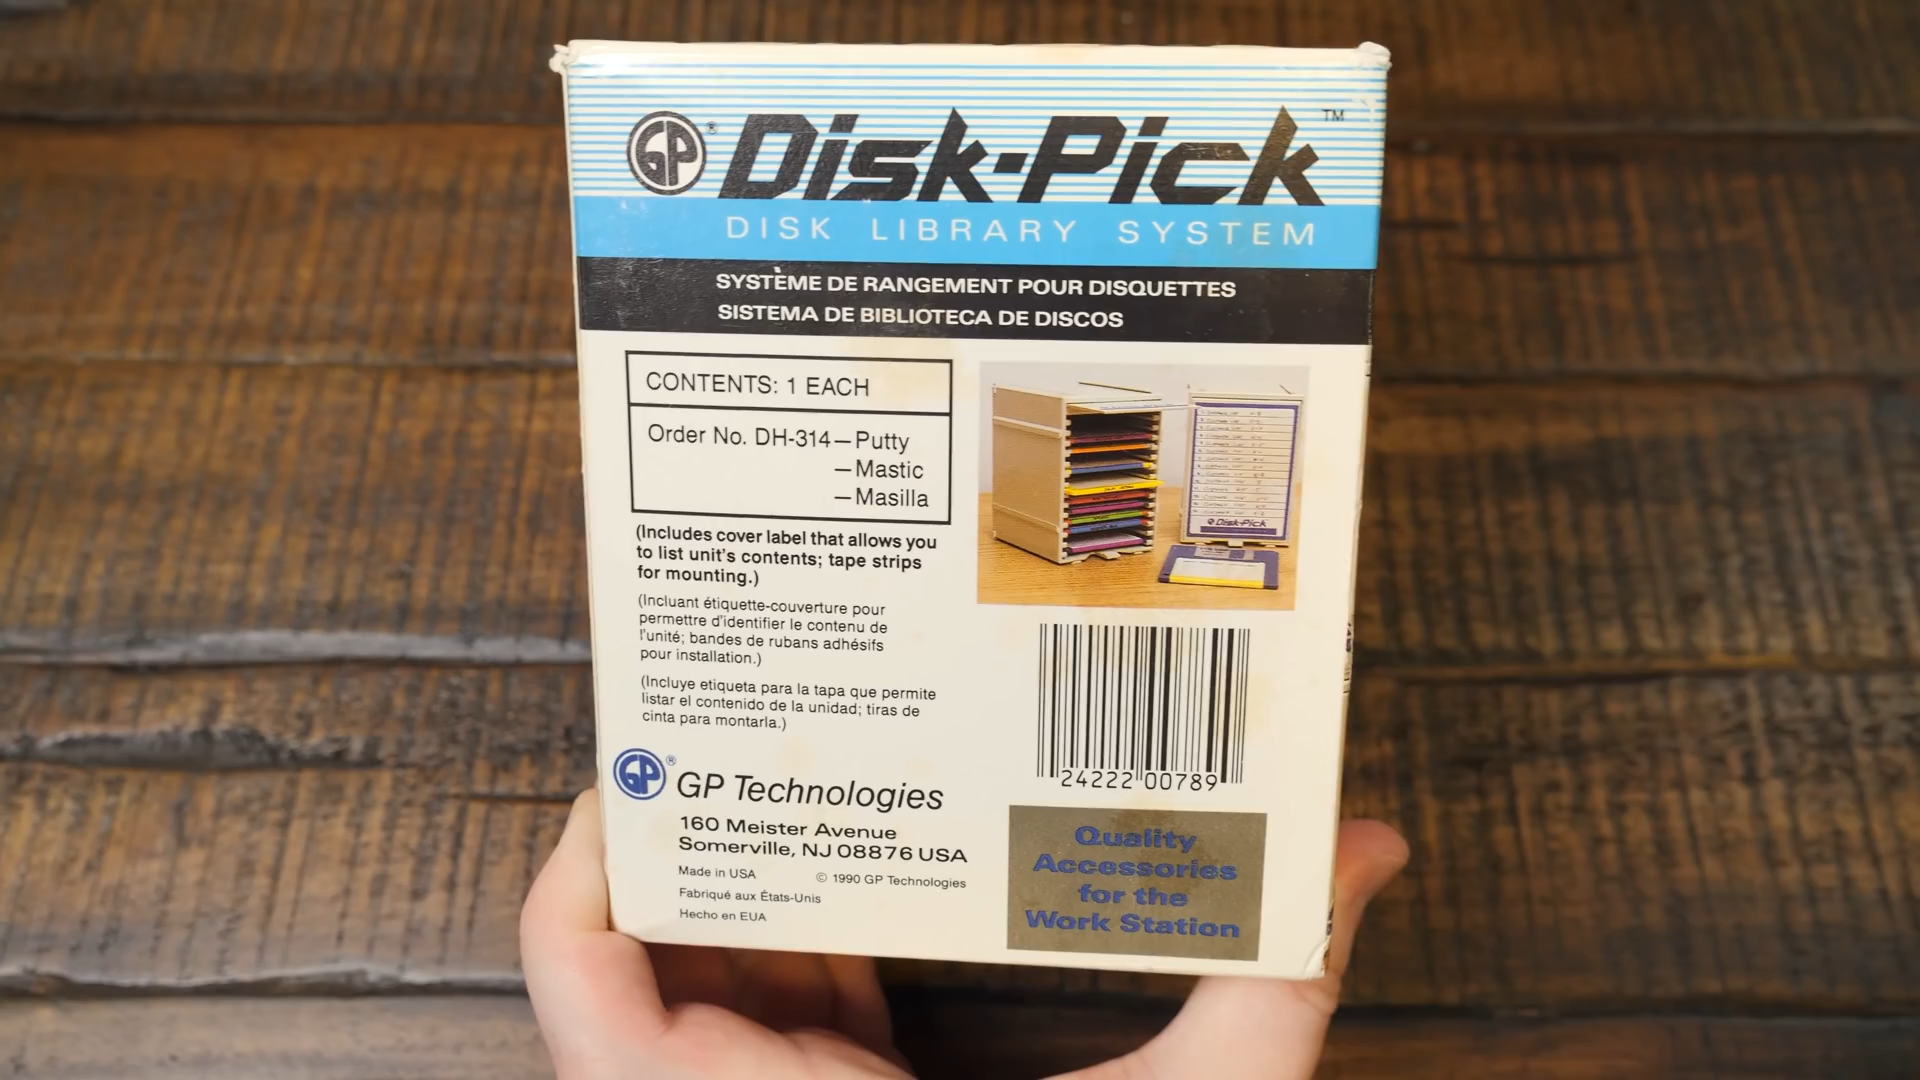 GP® Disk-Pick™
DISK LIBRARY SYSTEM
SYSTÈME DE RANGEMENT POUR DISQUETTES
SISTEMA DE BIBLIOTECA DE DISCOS
CONTENTS: 1 EACH
Order No. DH-314—Putty
—Mastic
—Masilla
(Includes cover label that allows you
to list unit's contents; tape strips
for mounting.)
(Incluant étiquette-couverture pour
permettre d'identifier le contenu de
l'unité; bandes de rubans adhésifs
pour installation.)
(Incluye etiqueta para la tapa que permite
listar el contenido de la unidad; tiras de
cinta para montarla.)
GP® GP Technologies
160 Meister Avenue
Somerville, NJ 08876 USA
Made in USA © 1990 GP Technologies
Fabriqué aux États-Unis
Hecho en EUA
Disk-Pick
24222 00789
Quality
Accessories
for the
Work Station